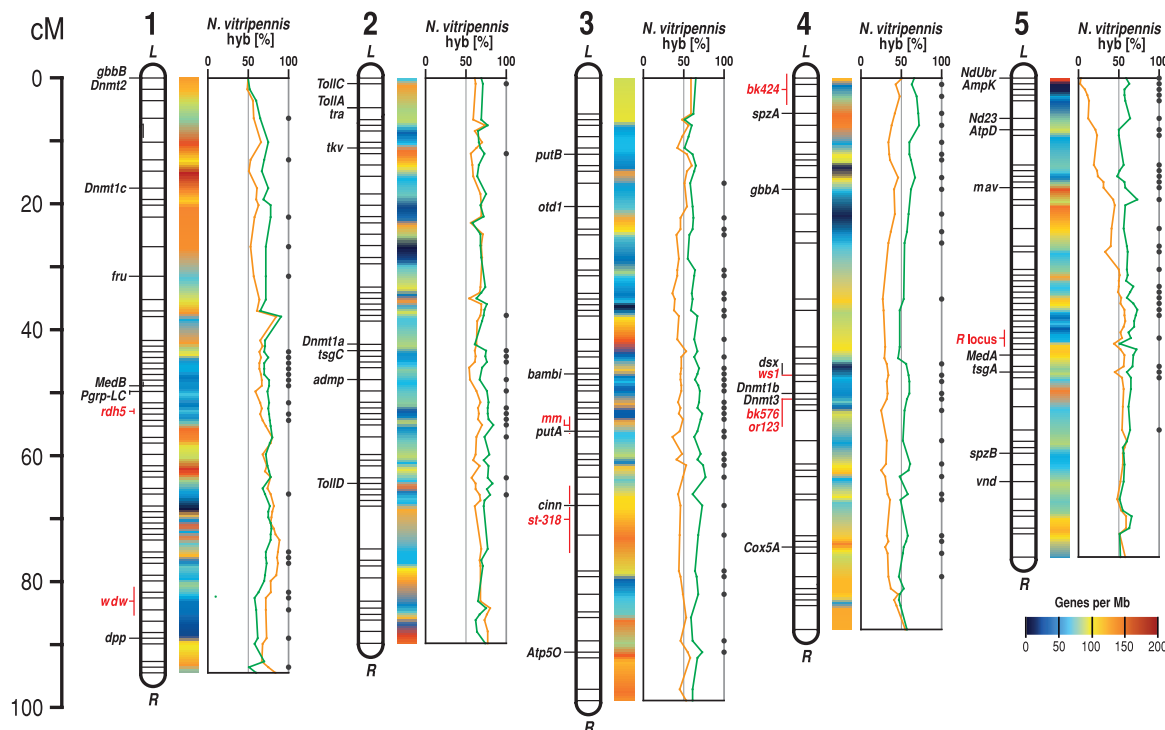 cM
0
20
40
60
80
100
1
L
N. vitripennis
hyb [%]
0 50 100
gbbB
Dnmt2
Dnmt1c
fru
MedB
Pgrp-LC
rdh5
wdw
dpp
R
2
L
N. vitripennis
hyb [%]
0 50 100
TollC
TollA
tra
tkv
Dnmt1a
tsgC
admp
TollD
R
3
L
N. vitripennis
hyb [%]
0 50 100
putB
otd1
bambi
mm
putA
cinn
st-318
Atp5O
R
4
L
N. vitripennis
hyb [%]
0 50 100
bk424
spzA
gbbA
dsx
ws1
Dnmt1b
Dnmt3
bk576
or123
Cox5A
R
5
L
N. vitripennis
hyb [%]
0 50 100
NdUbr
AmpK
Nd23
AtpD
mav
R locus
MedA
tsgA
spzB
vnd
R
Genes per Mb
0 50 100 150 200